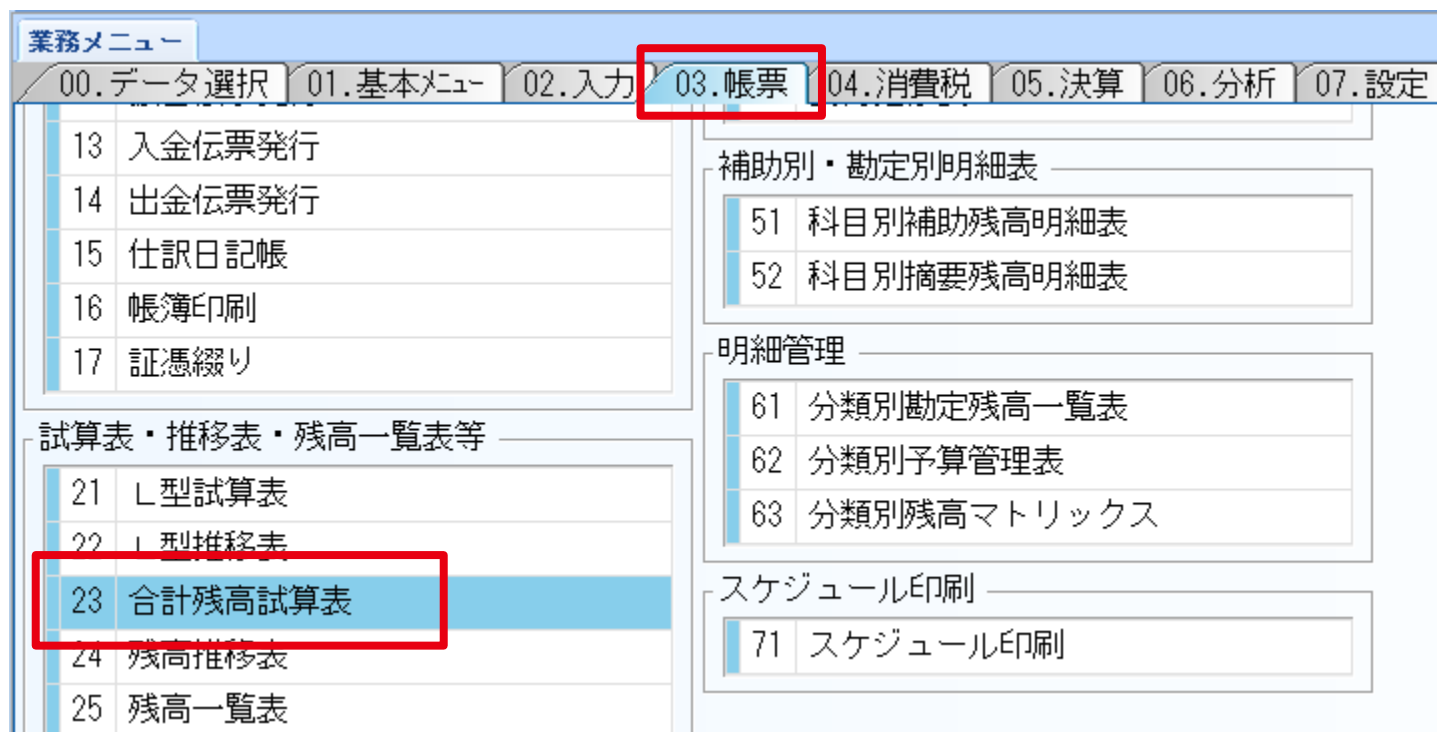 業務メニュー
00.データ選択 01.基本メニュー 02.入力 03.帳票 04.消費税 05.決算 06.分析 07.設定
13 入金伝票発行
14 出金伝票発行
15 仕訳日記帳
16 帳簿印刷
17 証憑綴り
試算表・推移表・残高一覧表等
21 L型試算表
22 L型推移表
23 合計残高試算表
24 残高推移表
25 残高一覧表
補助別・勘定別明細表
51 科目別補助残高明細表
52 科目別摘要残高明細表
明細管理
61 分類別勘定残高一覧表
62 分類別予算管理表
63 分類別残高マトリックス
スケジュール印刷
71 スケジュール印刷